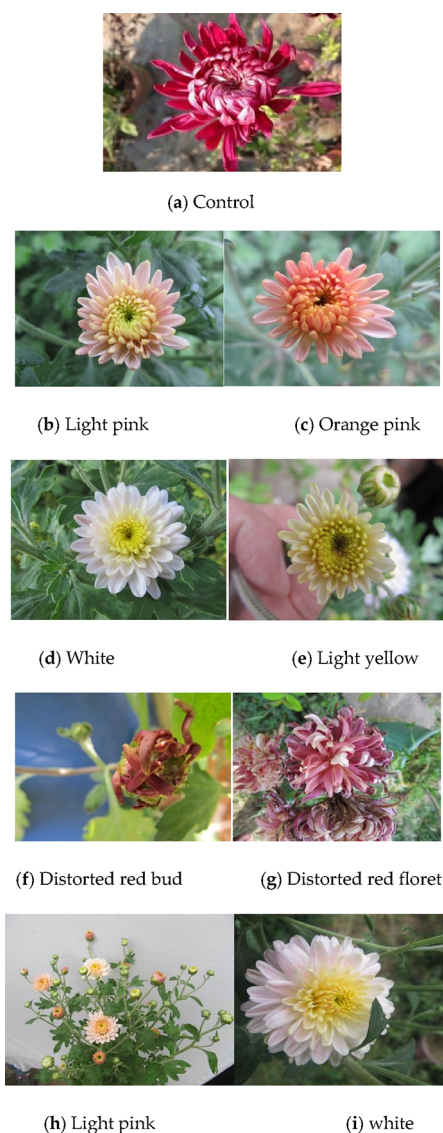 (a) Control
(b) Light pink
(c) Orange pink
(d) White
(e) Light yellow
(f) Distorted red bud
(g) Distorted red floret
(h) Light pink
(i) white